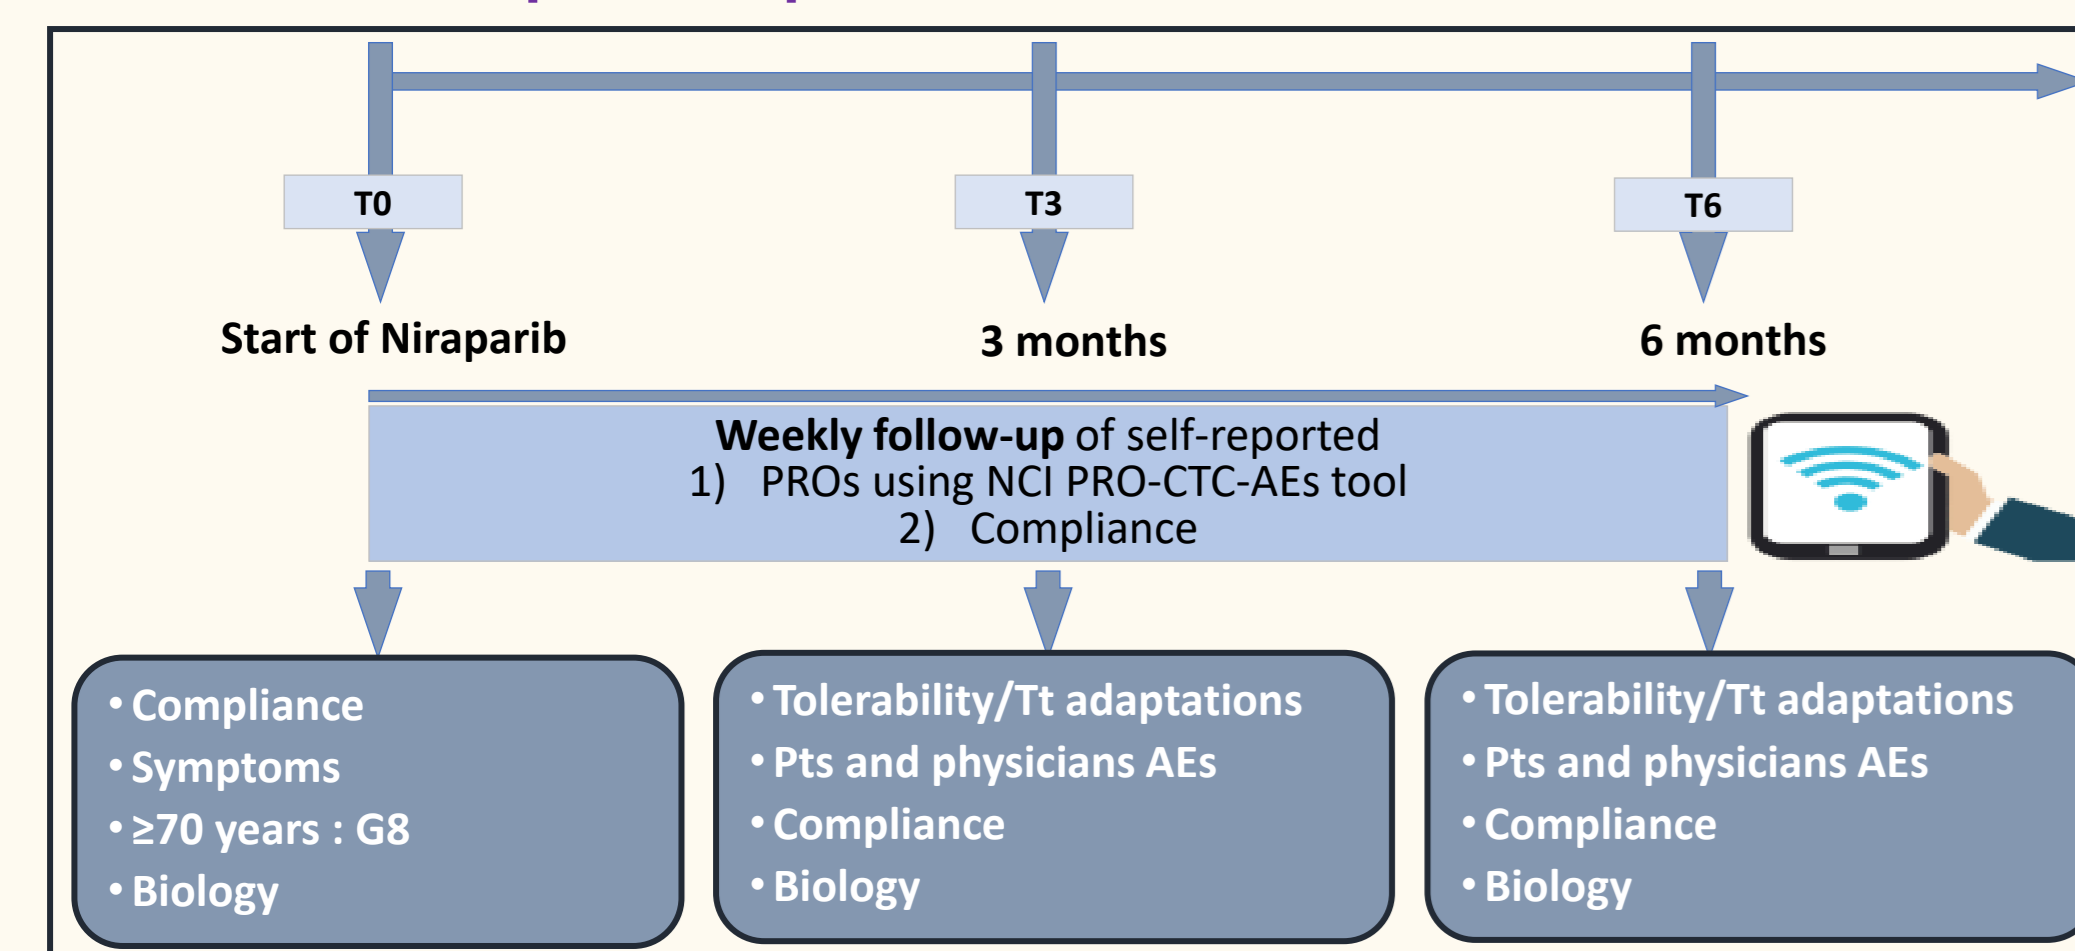 T0
T3
T6
Start of Niraparib
3 months
6 months
Weekly follow-up of self-reported
1) PROs using NCI PRO-CTC-AEs tool
2) Compliance
• Compliance
• Symptoms
• ≥70 years : G8
• Biology
• Tolerability/Tt adaptations
• Pts and physicians AEs
• Compliance
• Biology
• Tolerability/Tt adaptations
• Pts and physicians AEs
• Compliance
• Biology